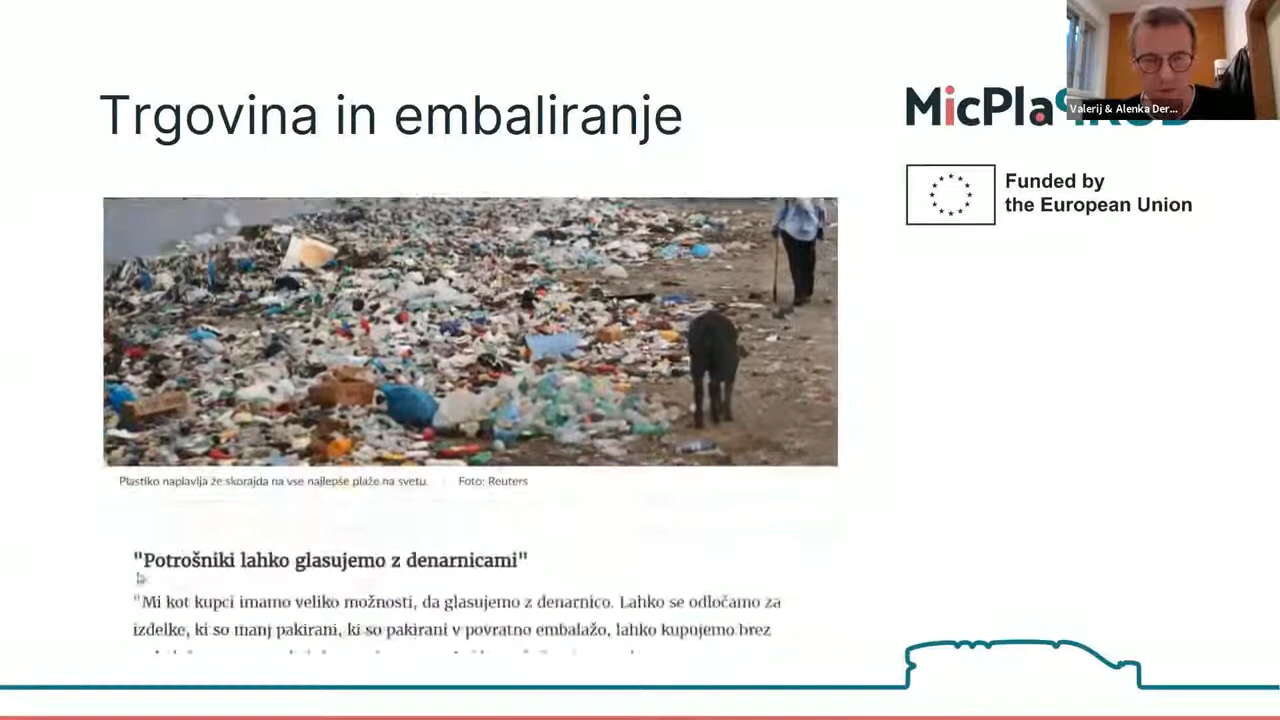 Trgovina in embaliranje
MicPla
Valerij & Alenka Der...
Funded by
the European Union
Plastiko naplavlja že skorajda na vse najlepše plaže na svetu. Foto: Reuters
"Potrošniki lahko glasujemo z denarnicami"
"Mi kot kupci imamo veliko možnosti, da glasujemo z denarnico. Lahko se odločamo za
izdelke, ki so manj pakirani, ki so pakirani v povratno embalažo, lahko kupujemo brez